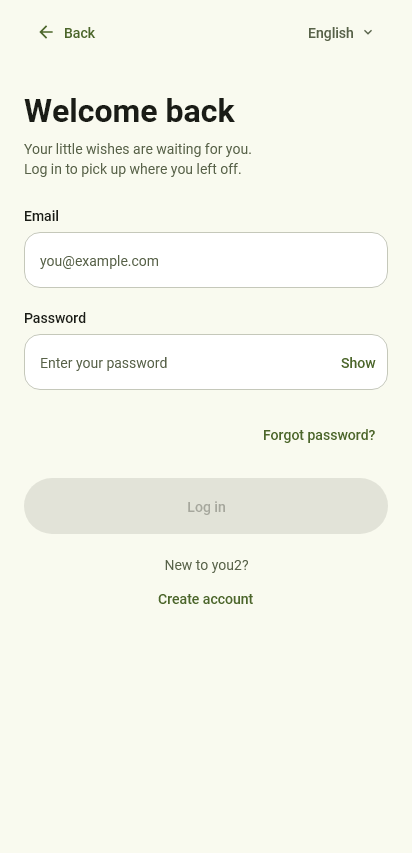 Back
English
Welcome back
Your little wishes are waiting for you.
Log in to pick up where you left off.
Email
you@example.com
Password
Enter your password
Show
Forgot password?
Log in
New to you2?
Create account